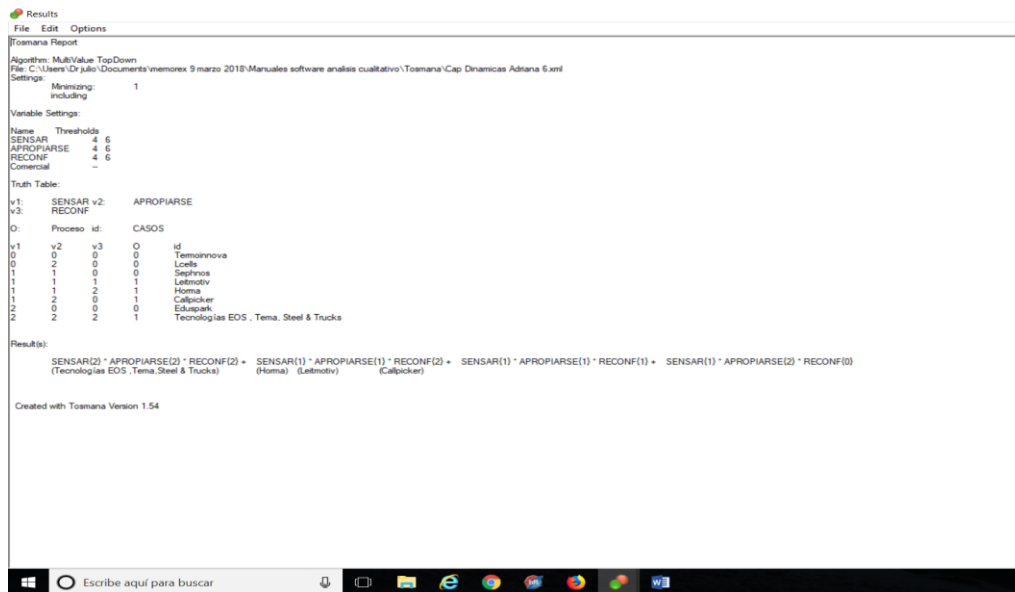 Results
File Edit Options
Tosmana Report
Algorithm: MultiValue TopDown
File: C:\Users\Dr julio\Documents\memorex 9 marzo 2018\Manuales software analisis cualitativo\Tosmana\Cap Dinamicas Adriana 6.xml
Settings:
Minimizing: 1
including
Variable Settings:
Name Thresholds
SENSAR 4 6
APROPIARSE 4 6
RECONF 4 6
Comercial --
Truth Table:
v1: SENSAR v2: APROPIARSE
v3: RECONF
O: Proceso id: CASOS
v1 v2 v3 O id
0 0 0 0 Termoinnova
0 2 0 0 Lcells
1 1 0 0 Sephnos
1 1 1 1 Leitmotiv
1 1 2 1 Horma
1 2 0 1 Callpicker
2 0 0 0 Eduspark
2 2 2 1 Tecnologías EOS , Tema, Steel & Trucks
Result(s):
SENSAR{2} * APROPIARSE{2} * RECONF{2} + SENSAR{1} * APROPIARSE{1} * RECONF{2} + SENSAR{1} * APROPIARSE{1} * RECONF{1} + SENSAR{1} * APROPIARSE{2} * RECONF{0}
(Tecnologías EOS ,Tema,Steel & Trucks) (Horma) (Leitmotiv) (Callpicker)
Created with Tosmana Version 1.54
Escribe aquí para buscar